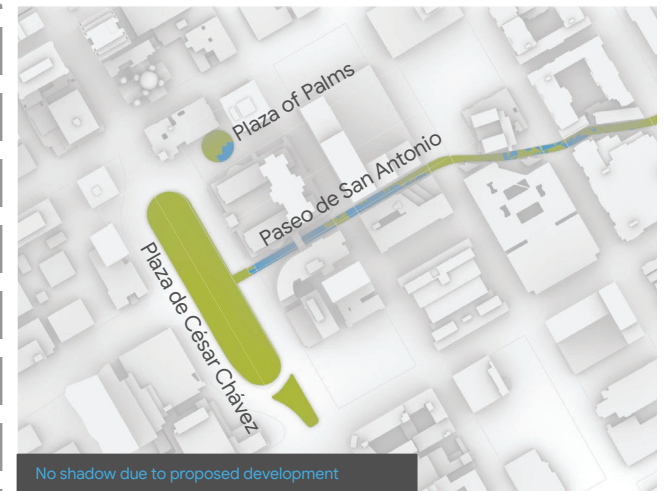 Plaza of Palms
Paseo de San Antonio
Plaza de César Chávez
No shadow due to proposed development